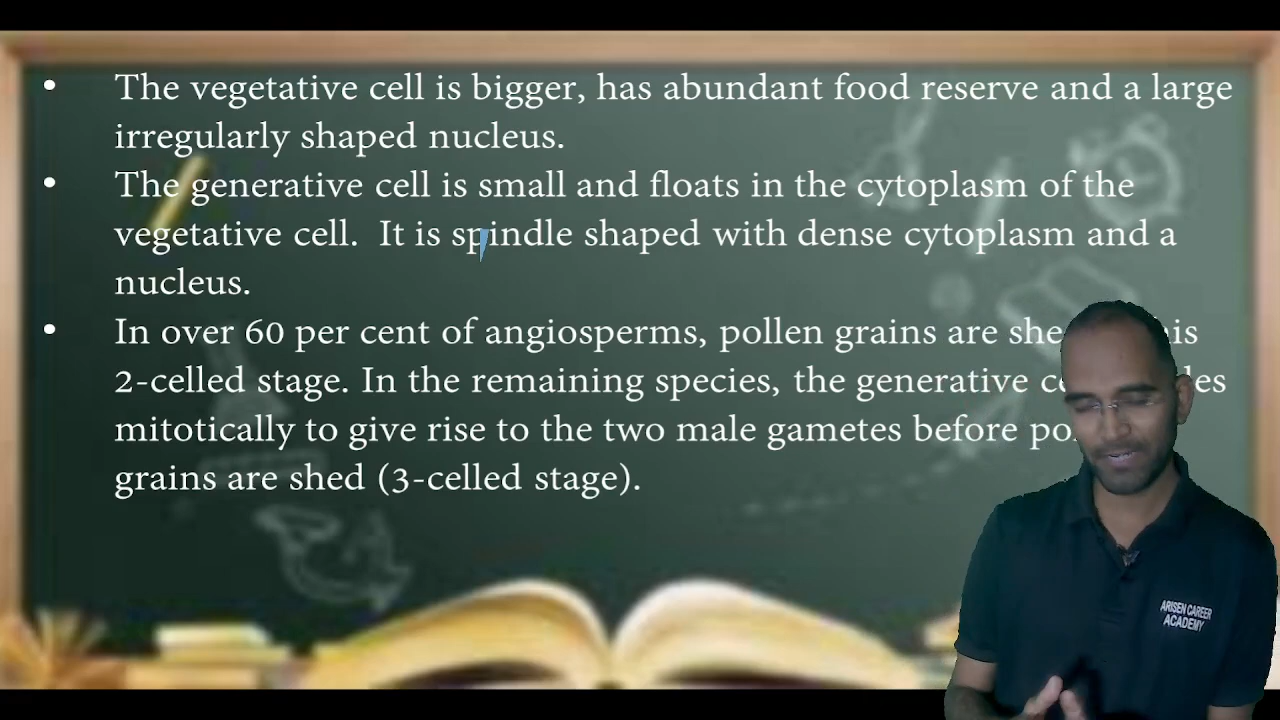 • The vegetative cell is bigger, has abundant food reserve and a large
irregularly shaped nucleus.
• The generative cell is small and floats in the cytoplasm of the
vegetative cell. It is spindle shaped with dense cytoplasm and a
nucleus.
• In over 60 per cent of angiosperms, pollen grains are
2-celled stage. In the remaining species, the generative
mitotically to give rise to the two male gametes before
grains are shed (3-celled stage).
ARISEN CAREER
ACADEMY